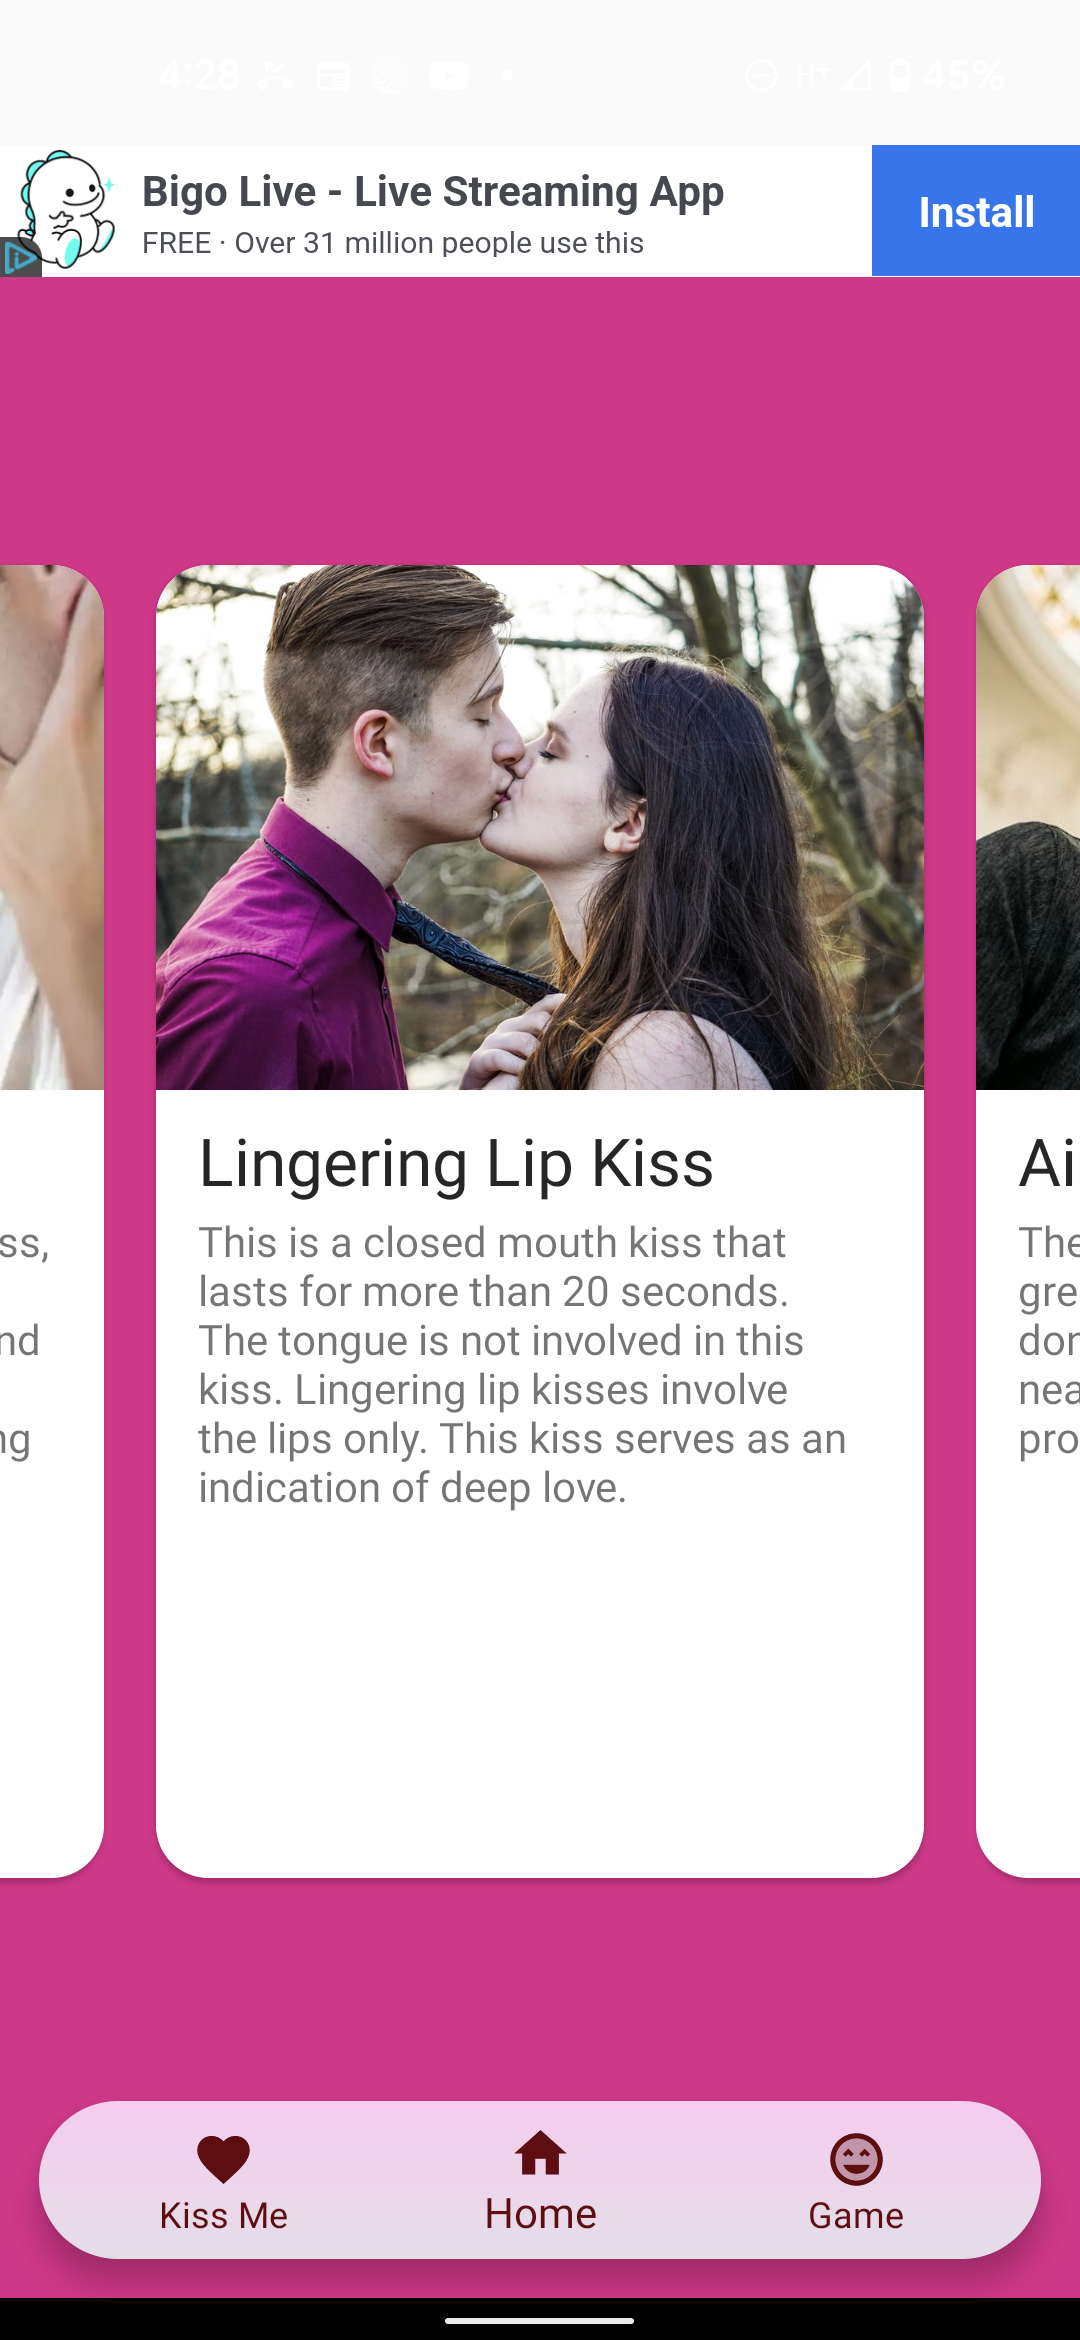 4:28
H+
45%
Bigo Live - Live Streaming App
FREE · Over 31 million people use this
Install
ss,
nd
ng
Lingering Lip Kiss
This is a closed mouth kiss that
lasts for more than 20 seconds.
The tongue is not involved in this
kiss. Lingering lip kisses involve
the lips only. This kiss serves as an
indication of deep love.
Ai
The
gre
don
nea
pro
Kiss Me
Home
Game